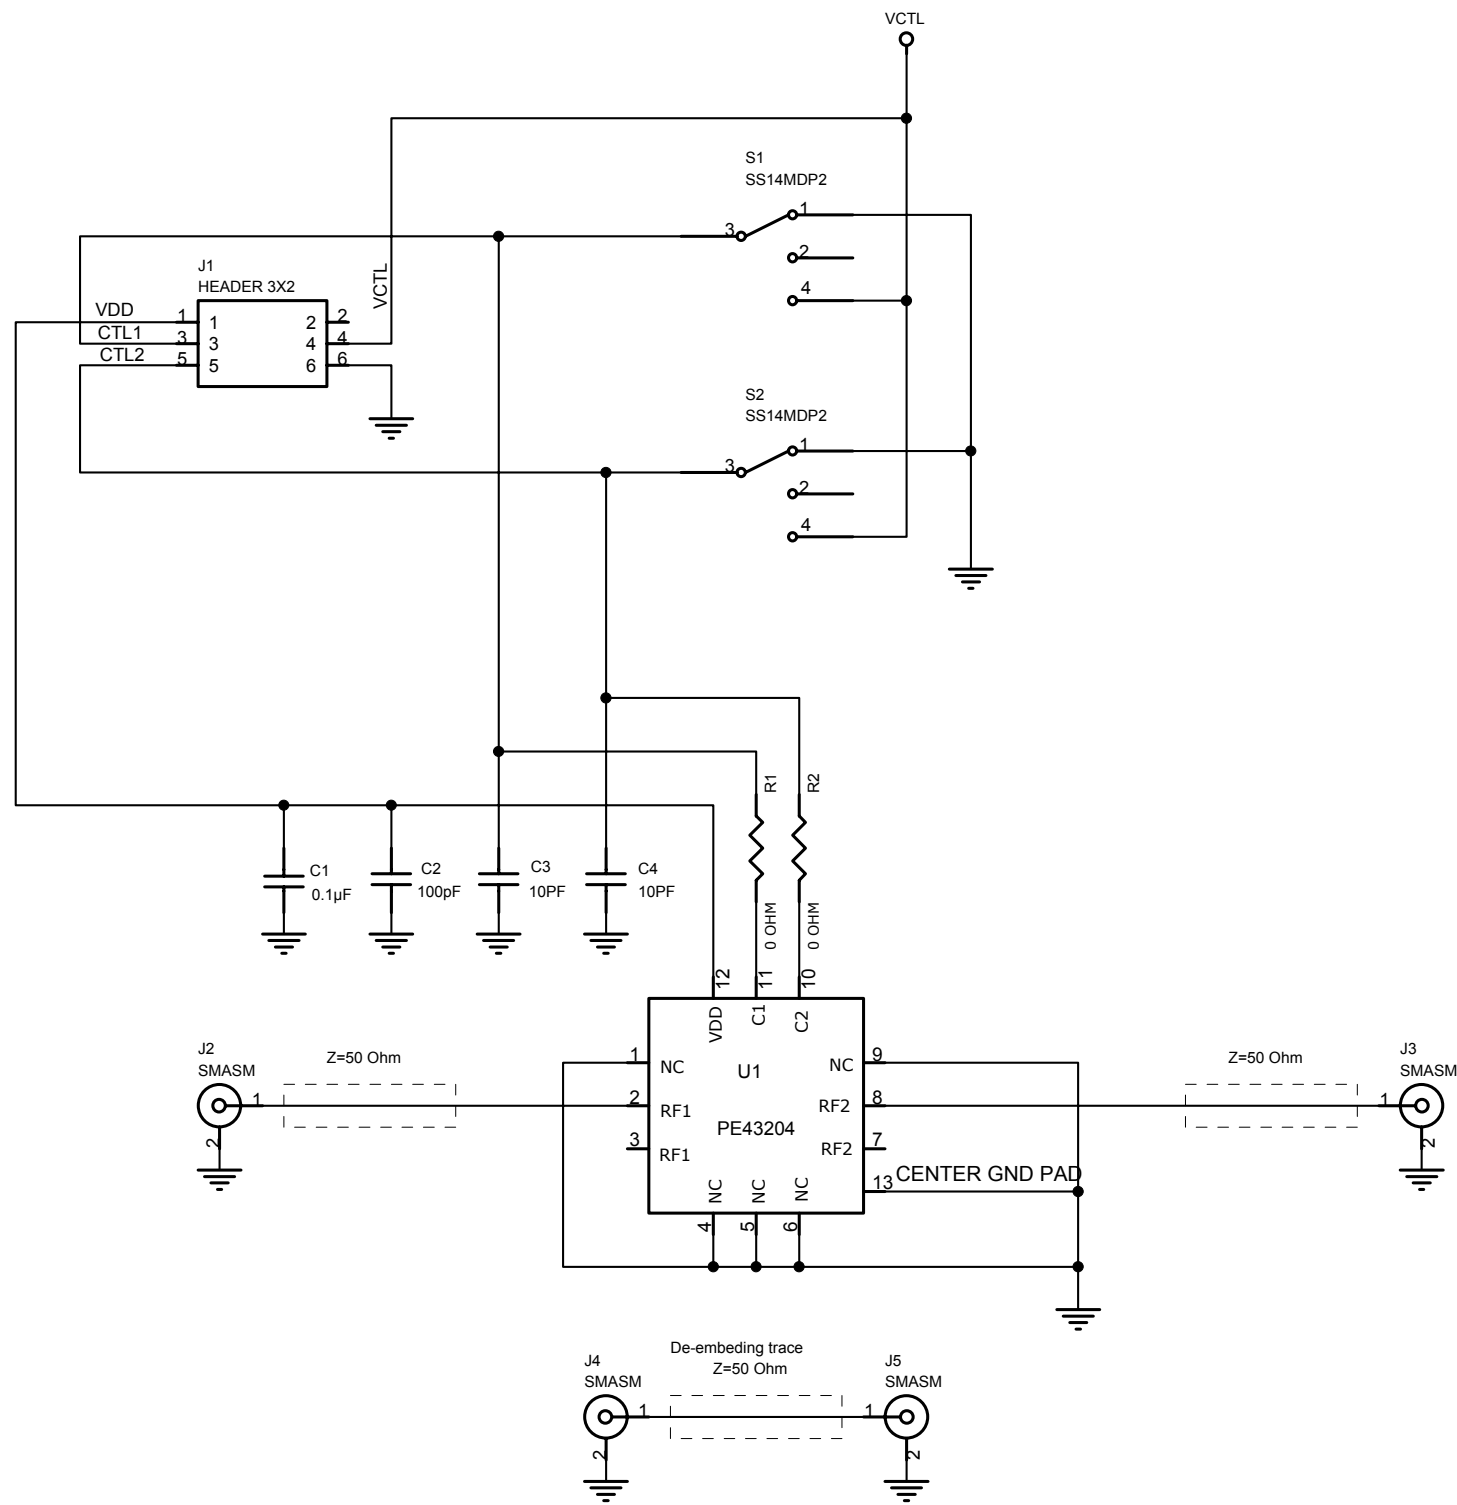 VCTL
S1
SS14MDP2
1
3
2
4
J1
HEADER 3X2
VCTL
VDD
1 1 2 2
CTL1
3 3 4 4
CTL2
5 5 6 6
S2
SS14MDP2
1
3
2
4
R1
R2
C1
0.1µF
C2
100pF
C3
10PF
C4
10PF
0 OHM
0 OHM
12
11
10
VDD
C1
C2
J2
SMASM
Z=50 Ohm
1
2
1 NC
2 RF1
3 RF1
U1
PE43204
NC 9
RF2 8
RF2 7
13 CENTER GND PAD
NC
NC
NC
4
5
6
Z=50 Ohm
J3
SMASM
1
2
De-embeding trace
Z=50 Ohm
J4
SMASM
1
2
J5
SMASM
1
2